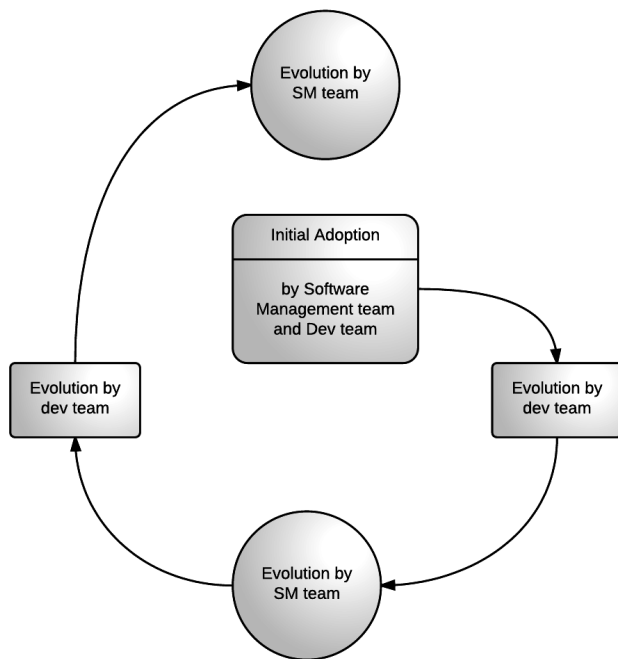 Evolution by
SM team
Initial Adoption
by Software
Management team
and Dev team
Evolution by
dev team
Evolution by
dev team
Evolution by
SM team